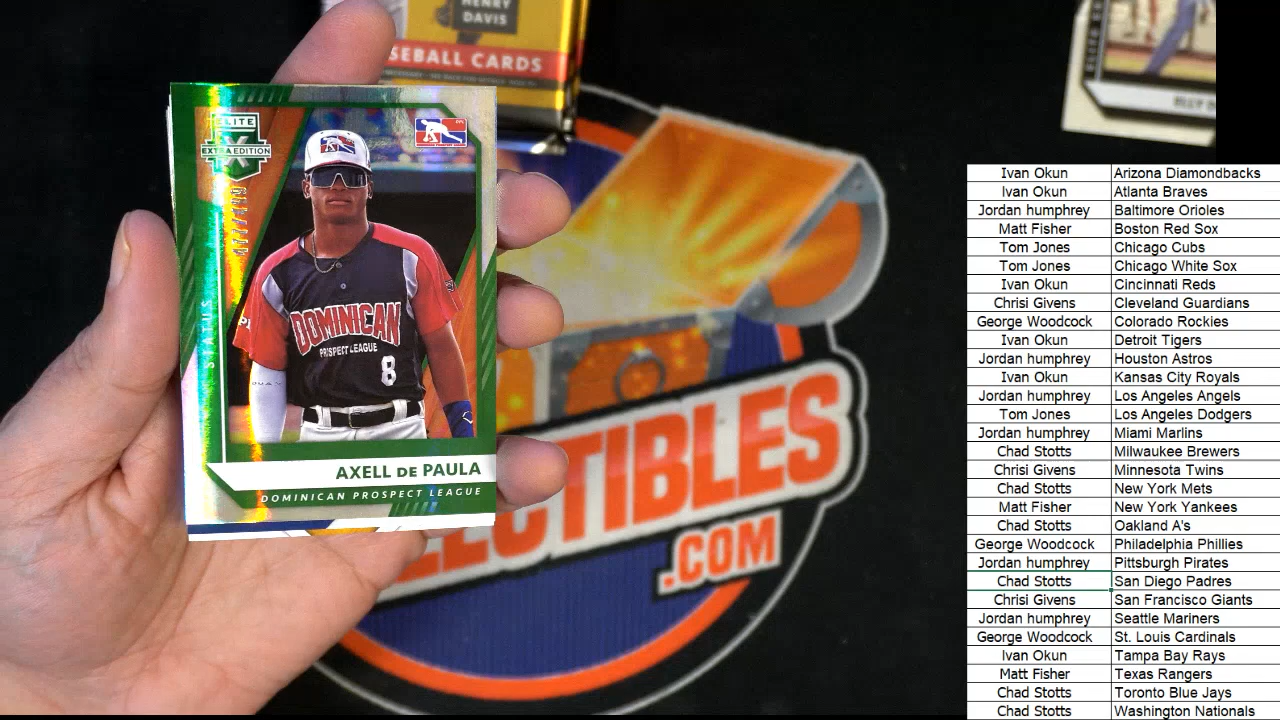 HENRY
DAVIS
SEBALL CARDS
ELITE
EXTRA EDITION
STATUS
DOMINICAN
PROSPECT LEAGUE
8
AXELL DE PAULA
DOMINICAN PROSPECT LEAGUE
LECTIBLES
.COM
Ivan Okun Arizona Diamondbacks
Ivan Okun Atlanta Braves
Jordan humphrey Baltimore Orioles
Matt Fisher Boston Red Sox
Tom Jones Chicago Cubs
Tom Jones Chicago White Sox
Ivan Okun Cincinnati Reds
Chrisi Givens Cleveland Guardians
George Woodcock Colorado Rockies
Ivan Okun Detroit Tigers
Jordan humphrey Houston Astros
Ivan Okun Kansas City Royals
Jordan humphrey Los Angeles Angels
Tom Jones Los Angeles Dodgers
Jordan humphrey Miami Marlins
Chad Stotts Milwaukee Brewers
Chrisi Givens Minnesota Twins
Chad Stotts New York Mets
Matt Fisher New York Yankees
Chad Stotts Oakland A's
George Woodcock Philadelphia Phillies
Jordan humphrey Pittsburgh Pirates
Chad Stotts San Diego Padres
Chrisi Givens San Francisco Giants
Jordan humphrey Seattle Mariners
George Woodcock St. Louis Cardinals
Ivan Okun Tampa Bay Rays
Matt Fisher Texas Rangers
Chad Stotts Toronto Blue Jays
Chad Stotts Washington Nationals